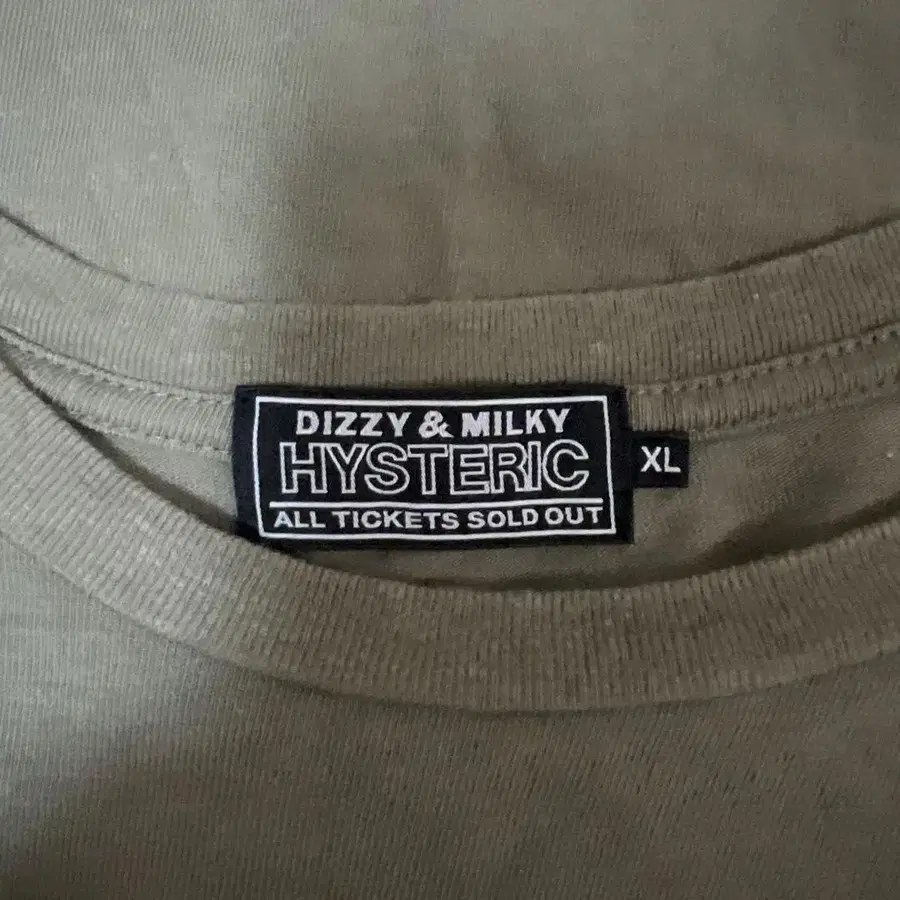 DIZZY & MILKY
HYSTERIC
ALL TICKETS SOLD OUT
XL